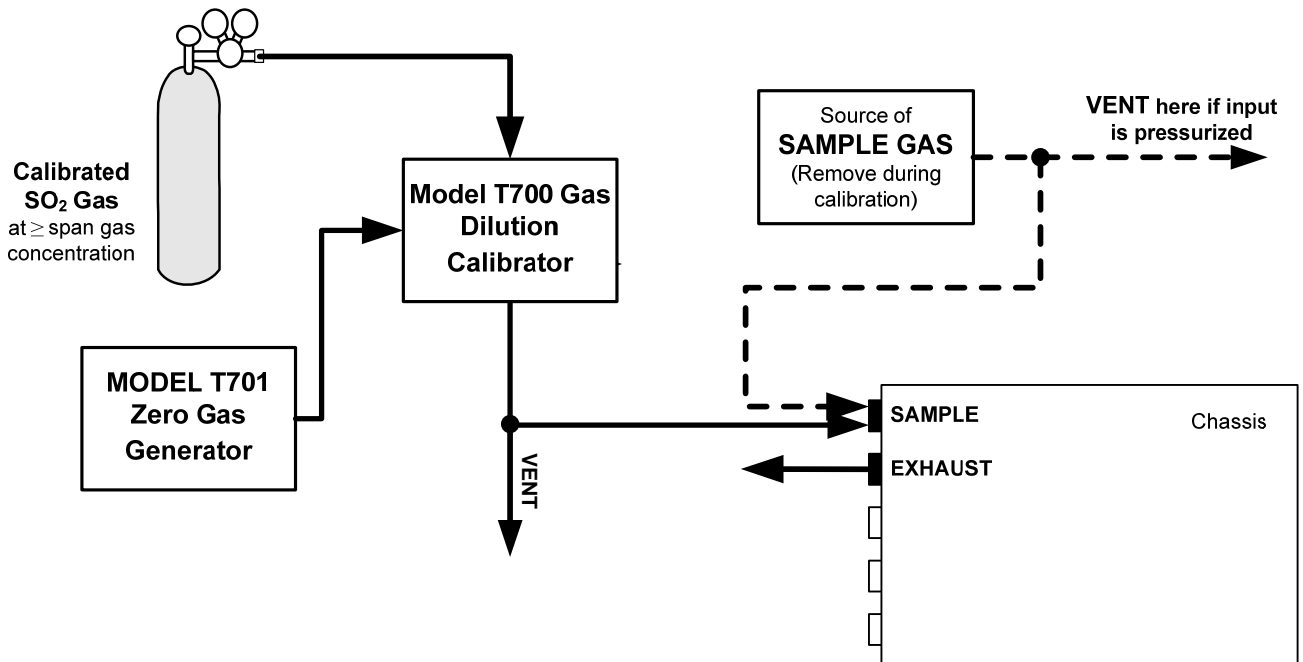 Calibrated
SO₂ Gas
at ≥ span gas
concentration
MODEL T701
Zero Gas
Generator
Model T700 Gas
Dilution
Calibrator
VENT
Source of
SAMPLE GAS
(Remove during
calibration)
VENT here if input
is pressurized
SAMPLE
EXHAUST
Chassis